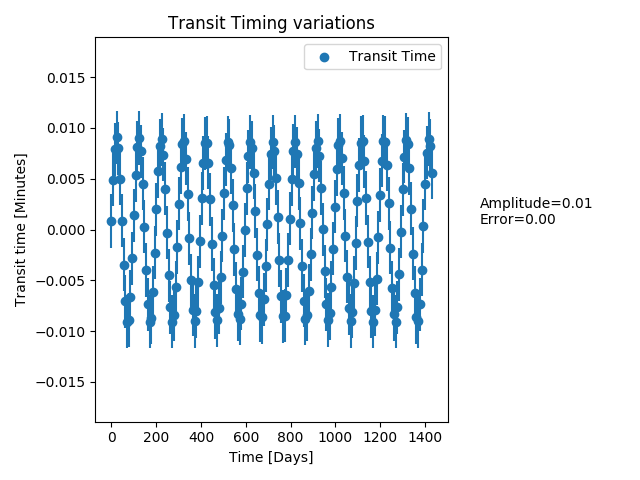 Transit Timing variations
Transit Time
0.015
0.010
0.005
0.000
−0.005
−0.010
−0.015
Transit time [Minutes]
0 200 400 600 800 1000 1200 1400
Time [Days]
Amplitude=0.01
Error=0.00